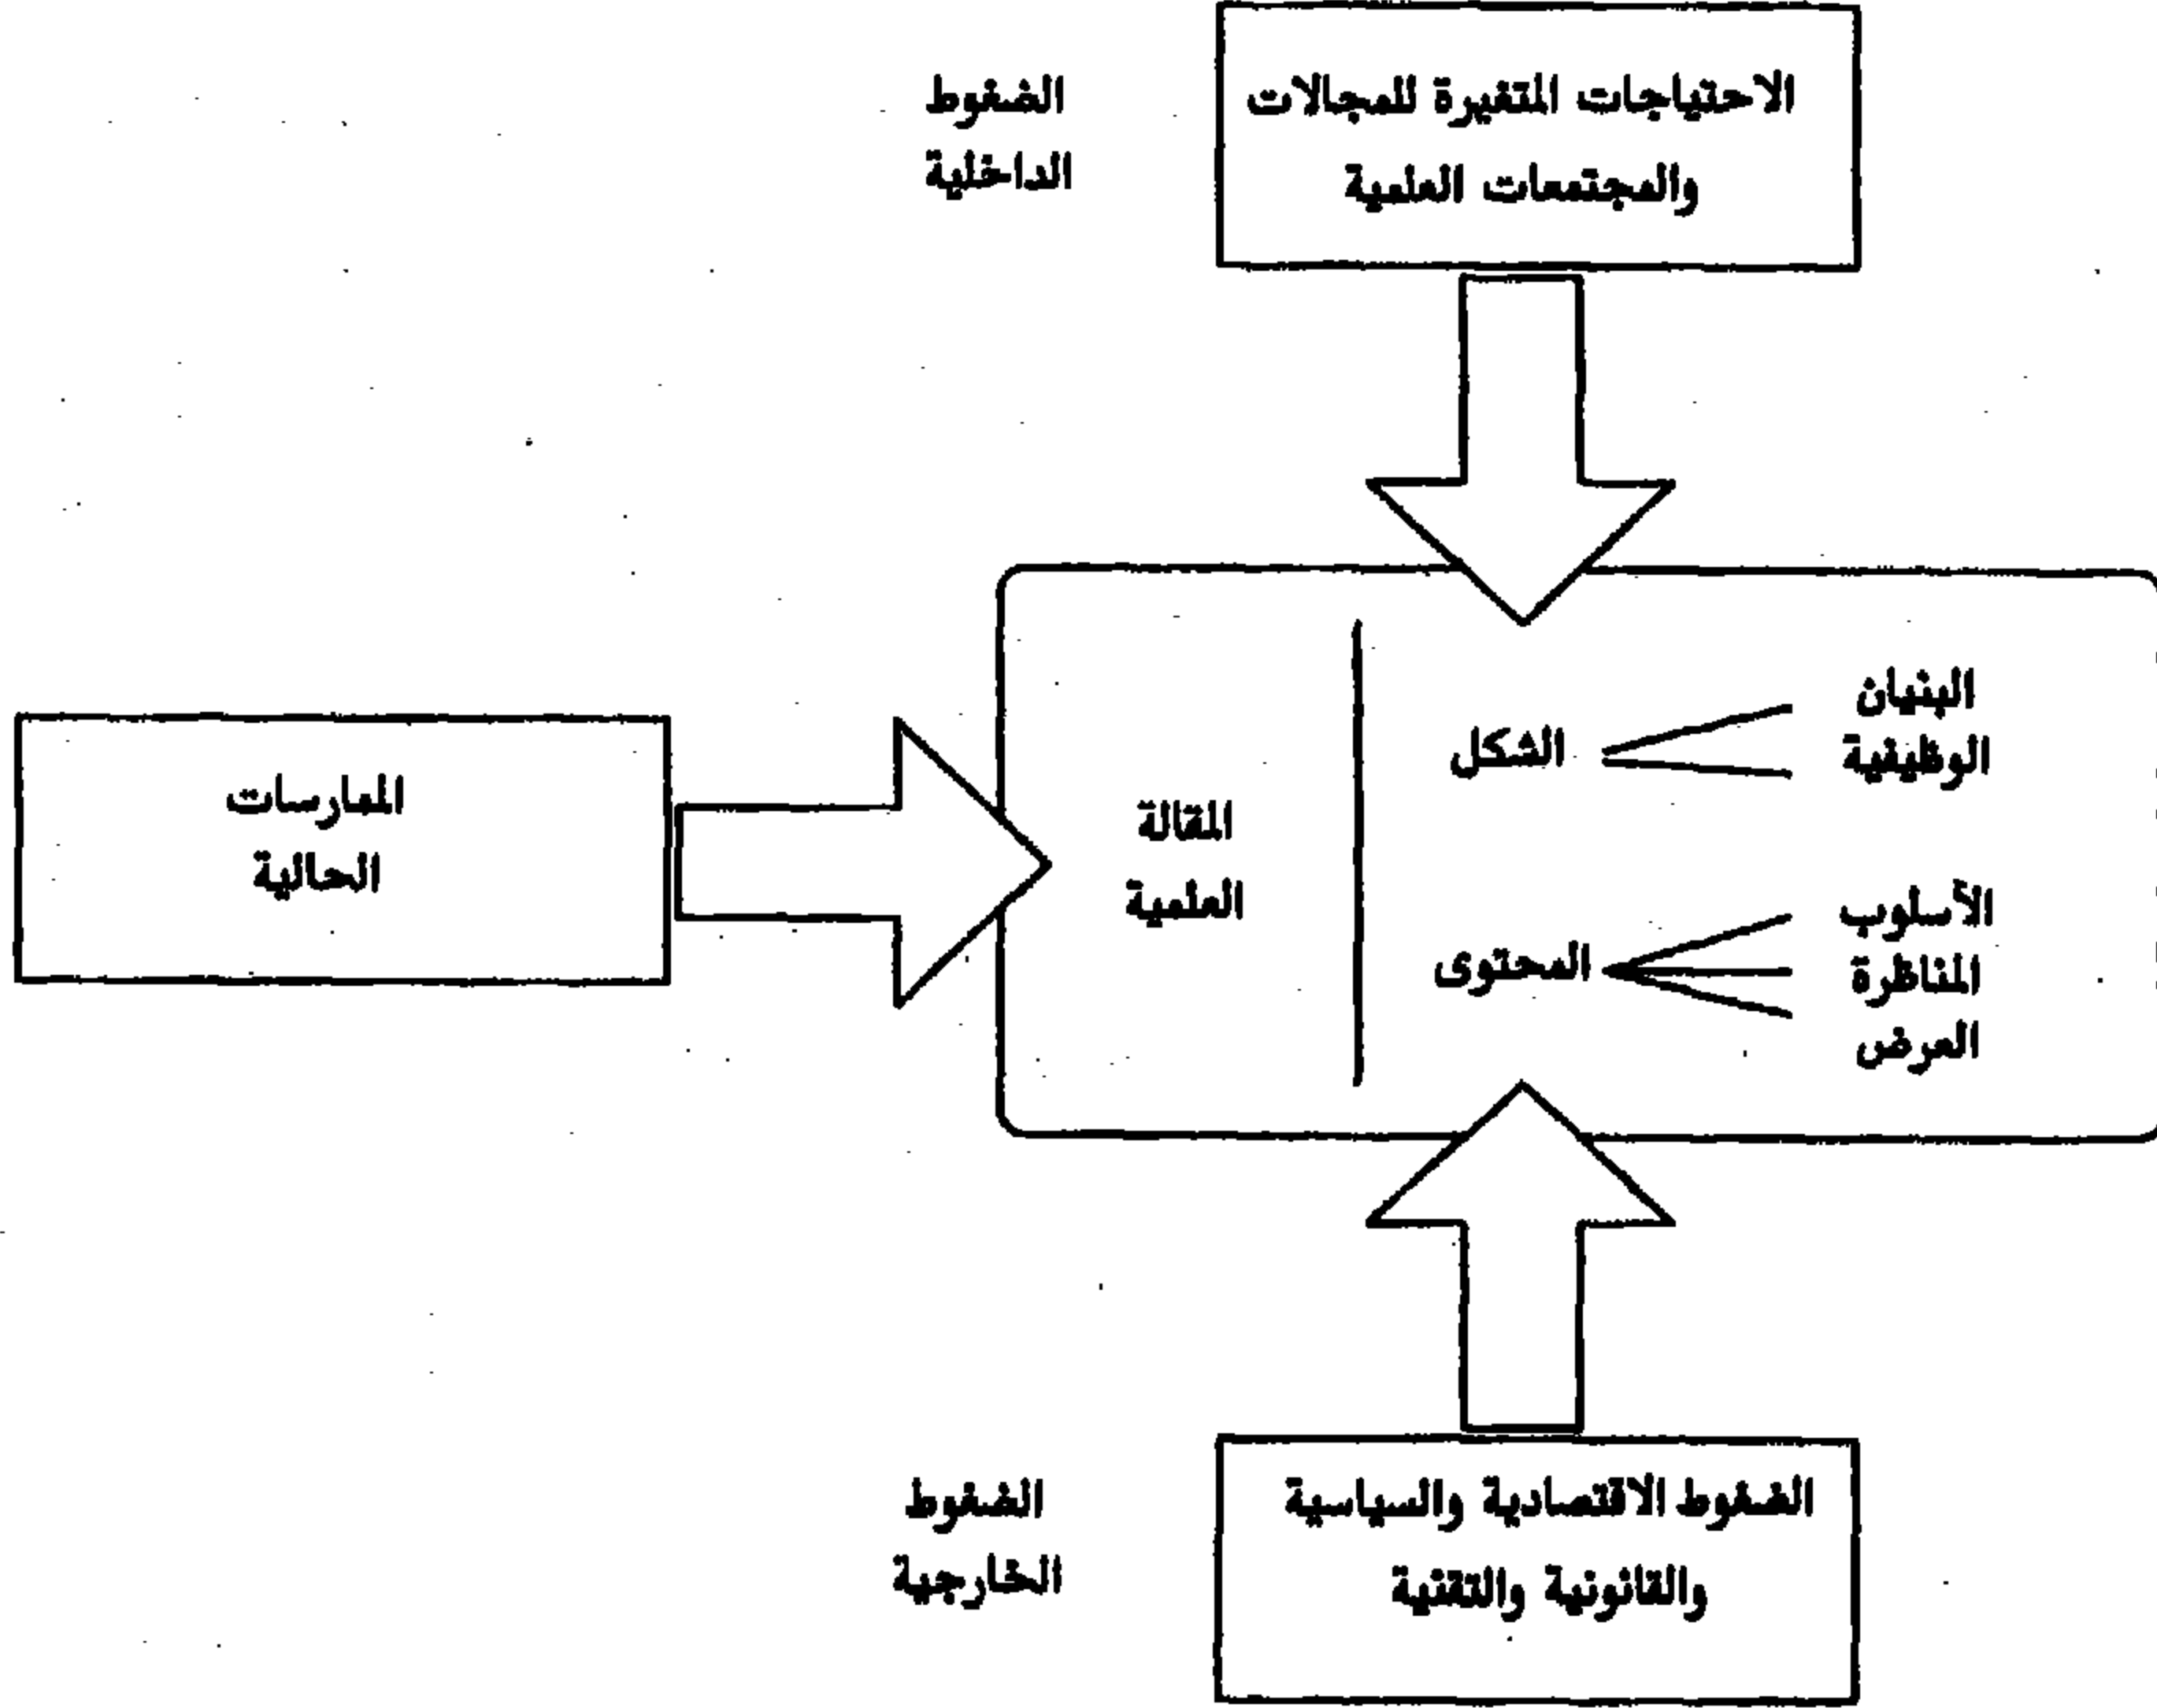 الاحتياجات المتغيرة للمجالات
والمجتمعات العلمية
الضغوط
الداخلية
البنيان
الوظيفية
الشكل
الأسلوب
المناظرة
العرض
المحتوى
المقالة
العلمية
الممارسات
الحالية
الضغوط الاقتصادية والسياسية
والقانونية والتقنية
الضغوط
الخارجية